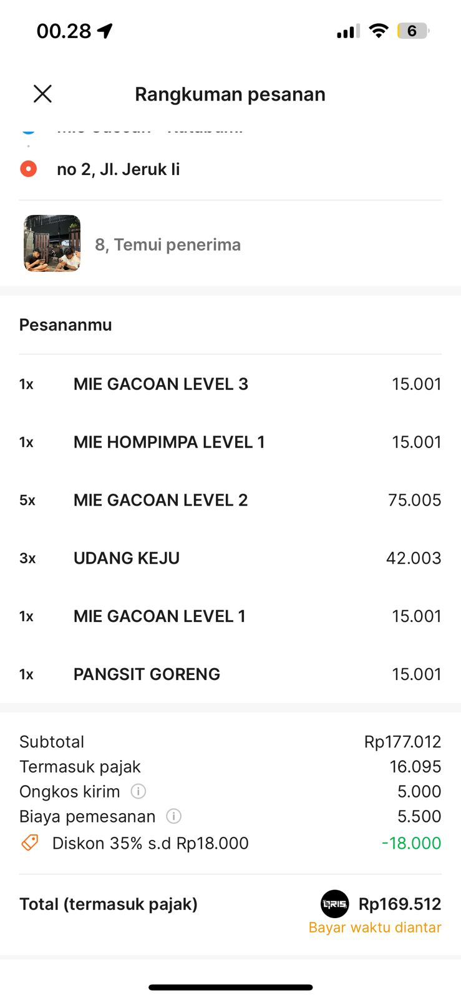 00.28
6
Rangkuman pesanan
no 2, Jl. Jeruk Ii
8, Temui penerima
Pesananmu
1x MIE GACOAN LEVEL 3 15.001
1x MIE HOMPIMPA LEVEL 1 15.001
5x MIE GACOAN LEVEL 2 75.005
3x UDANG KEJU 42.003
1x MIE GACOAN LEVEL 1 15.001
1x PANGSIT GORENG 15.001
Subtotal Rp177.012
Termasuk pajak 16.095
Ongkos kirim 5.000
Biaya pemesanan 5.500
Diskon 35% s.d Rp18.000 -18.000
Total (termasuk pajak) QRIS Rp169.512
Bayar waktu diantar